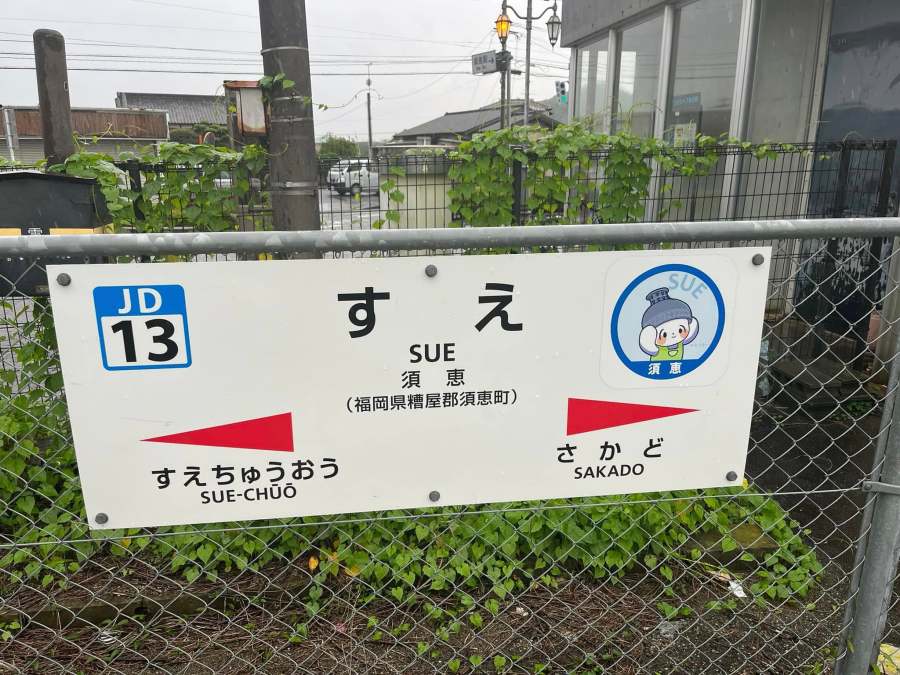 JD
13
すえ
SUE
須恵
（福岡県糟屋郡須恵町）
SUE
須恵
すえちゅうおう
SUE-CHŪŌ
さかど
SAKADO